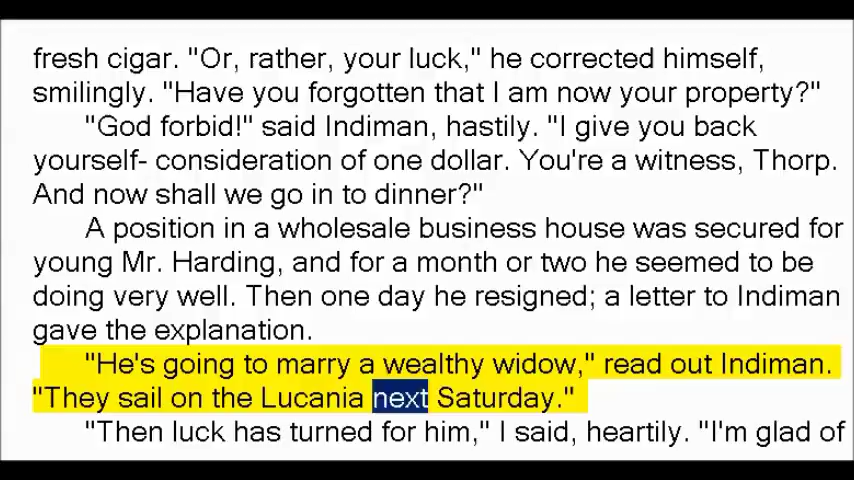 fresh cigar. "Or, rather, your luck," he corrected himself,
smilingly. "Have you forgotten that I am now your property?"
"God forbid!" said Indiman, hastily. "I give you back
yourself- consideration of one dollar. You're a witness, Thorp.
And now shall we go in to dinner?"
A position in a wholesale business house was secured for
young Mr. Harding, and for a month or two he seemed to be
doing very well. Then one day he resigned; a letter to Indiman
gave the explanation.
"He's going to marry a wealthy widow," read out Indiman.
"They sail on the Lucania next Saturday."
"Then luck has turned for him," I said, heartily. "I'm glad of